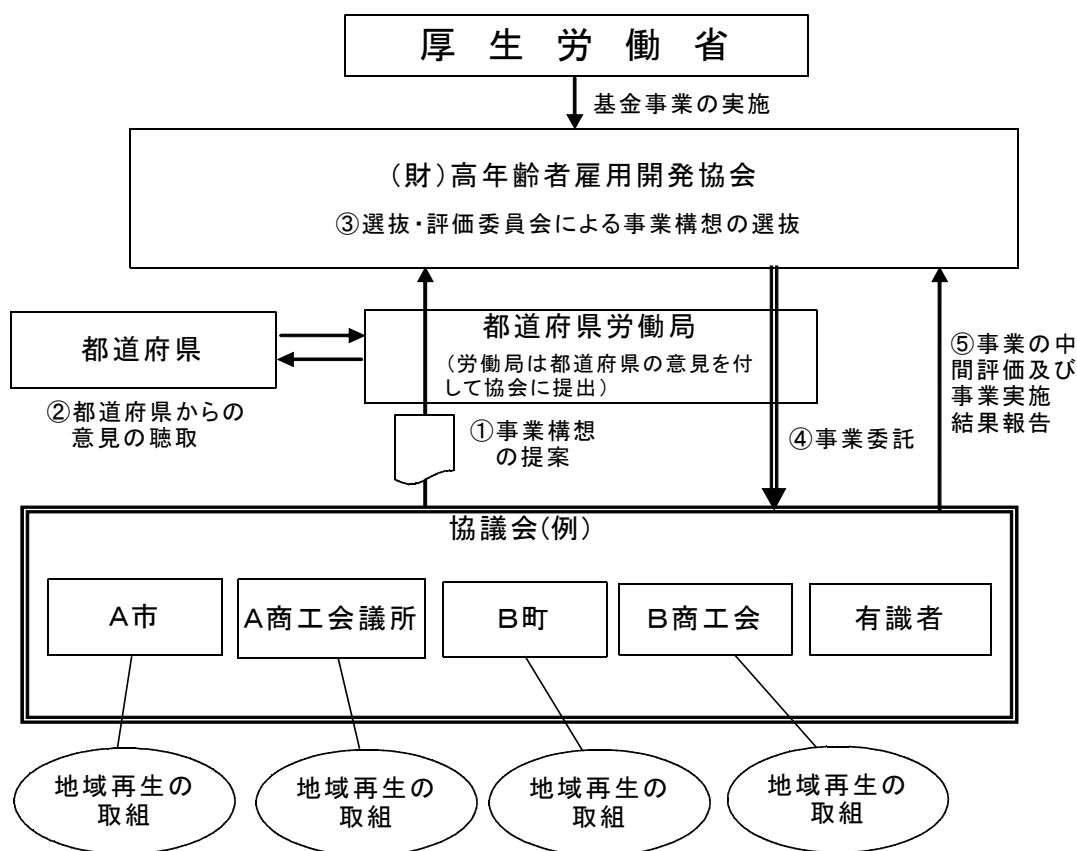 厚生労働省
基金事業の実施
(財)高年齢者雇用開発協会
③選抜・評価委員会による事業構想の選抜
都道府県
都道府県労働局
(労働局は都道府県の意見を付
して協会に提出)
②都道府県からの
意見の聴取
①事業構想
の提案
④事業委託
⑤事業の中
間評価及び
事業実施
結果報告
協議会(例)
A市
A商工会議所
B町
B商工会
有識者
地域再生の
取組
地域再生の
取組
地域再生の
取組
地域再生の
取組